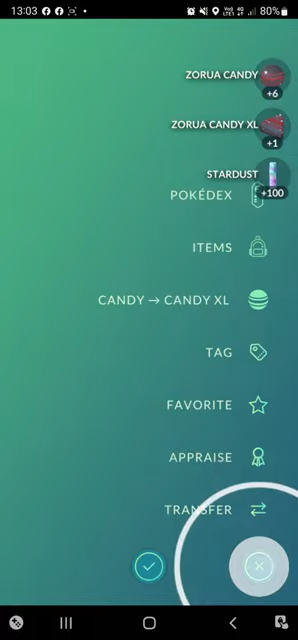 13:03
80%
ZORUA CANDY
+6
ZORUA CANDY XL
+1
STARDUST
+100
POKÉDEX
ITEMS
CANDY → CANDY XL
TAG
FAVORITE
APPRAISE
TRANSFER